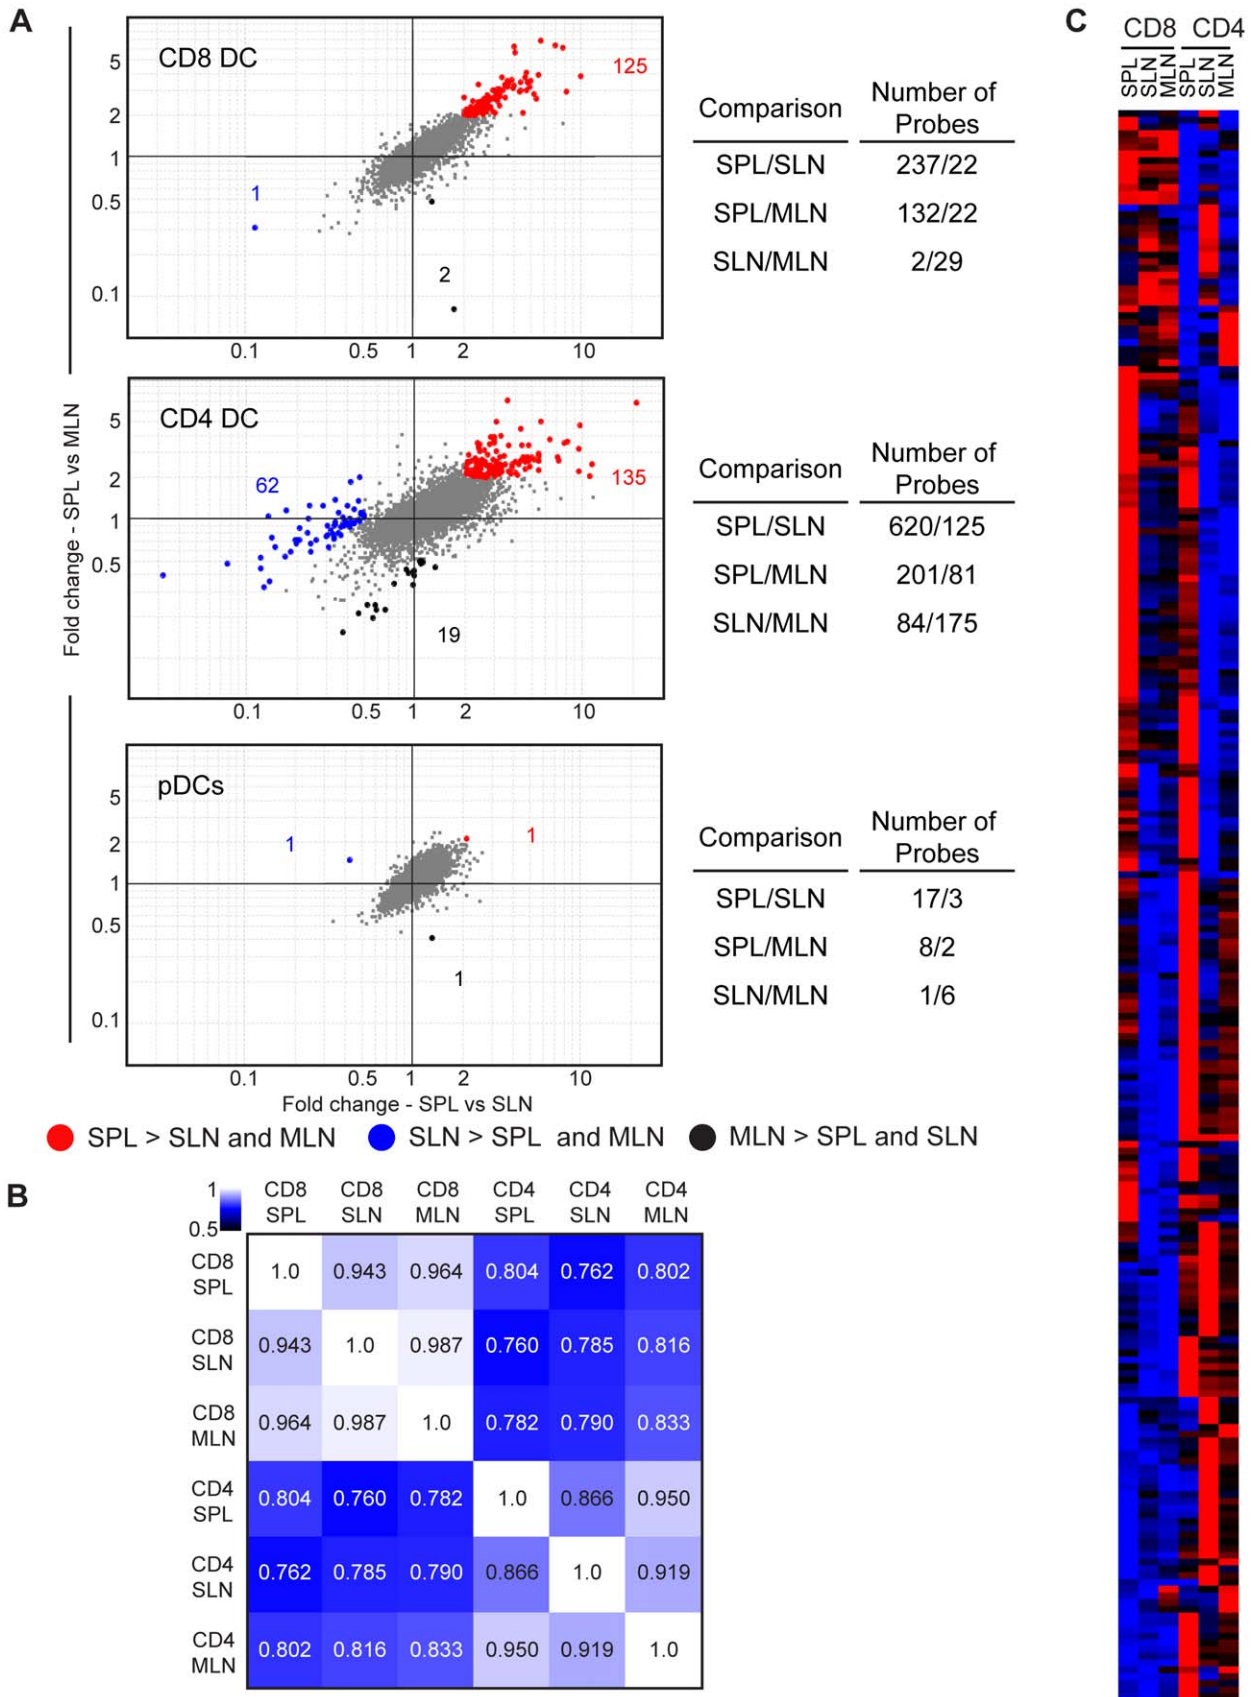 A
Fold change - SPL vs MLN
CD8 DC
125
1
2
5
2
1
0.5
0.1
0.1
0.5
1
2
10
Comparison
Number of
Probes
SPL/SLN
237/22
SPL/MLN
132/22
SLN/MLN
2/29
CD4 DC
62
135
19
5
2
1
0.5
0.1
0.5
1
2
10
Comparison
Number of
Probes
SPL/SLN
620/125
SPL/MLN
201/81
SLN/MLN
84/175
pDCs
1
1
1
5
2
1
0.5
0.1
0.1
0.5
1
2
10
Fold change - SPL vs SLN
Comparison
Number of
Probes
SPL/SLN
17/3
SPL/MLN
8/2
SLN/MLN
1/6
SPL > SLN and MLN
SLN > SPL and MLN
MLN > SPL and SLN
B
1
0.5
CD8 SPL
CD8 SLN
CD8 MLN
CD4 SPL
CD4 SLN
CD4 MLN
CD8 SPL 1.0 0.943 0.964 0.804 0.762 0.802
CD8 SLN 0.943 1.0 0.987 0.760 0.785 0.816
CD8 MLN 0.964 0.987 1.0 0.782 0.790 0.833
CD4 SPL 0.804 0.760 0.782 1.0 0.866 0.950
CD4 SLN 0.762 0.785 0.790 0.866 1.0 0.919
CD4 MLN 0.802 0.816 0.833 0.950 0.919 1.0
C
CD8 CD4
SPL SLN MLN SPL SLN MLN